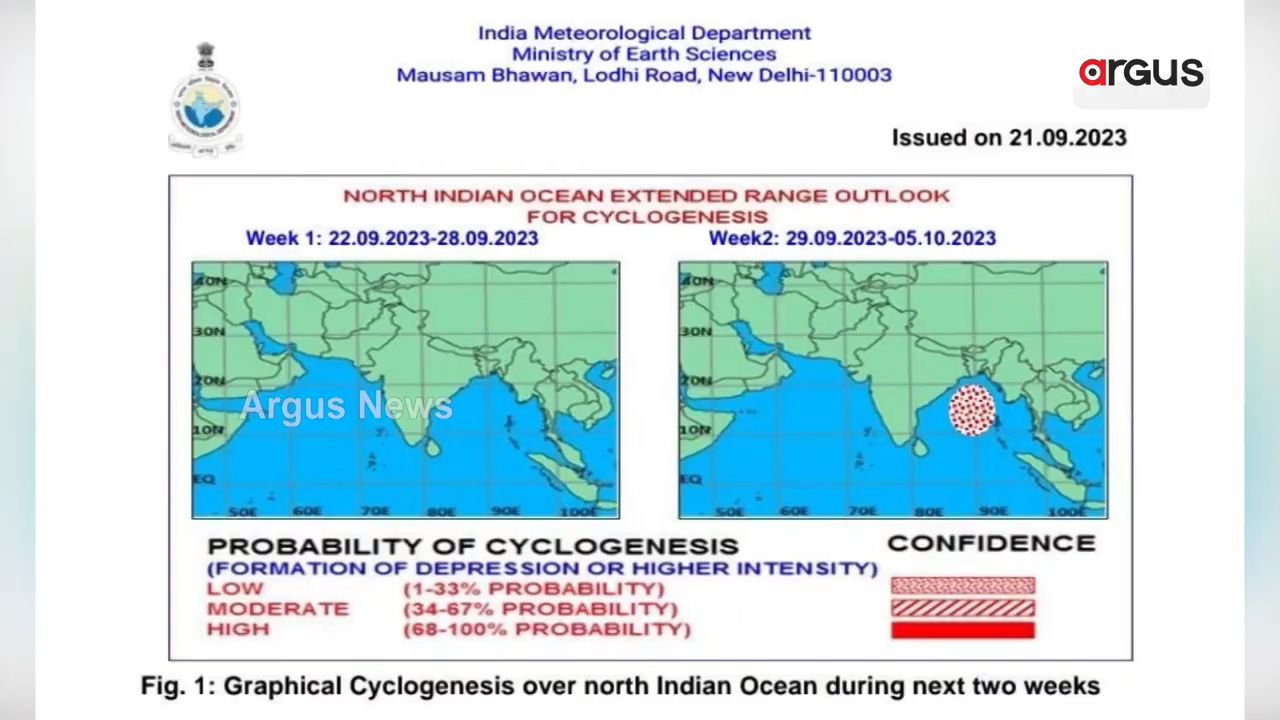 India Meteorological Department
Ministry of Earth Sciences
Mausam Bhawan, Lodhi Road, New Delhi-110003
argus
Issued on 21.09.2023
NORTH INDIAN OCEAN EXTENDED RANGE OUTLOOK
FOR CYCLOGENESIS
Week 1: 22.09.2023-28.09.2023
Week2: 29.09.2023-05.10.2023
40N
30N
20N
10N
EQ
50E 60E 70E 80E 90E 100E
Argus News
40N
30N
20N
10N
EQ
50E 60E 70E 80E 90E 100E
PROBABILITY OF CYCLOGENESIS
CONFIDENCE
(FORMATION OF DEPRESSION OR HIGHER INTENSITY)
LOW (1-33% PROBABILITY)
MODERATE (34-67% PROBABILITY)
HIGH (68-100% PROBABILITY)
Fig. 1: Graphical Cyclogenesis over north Indian Ocean during next two weeks